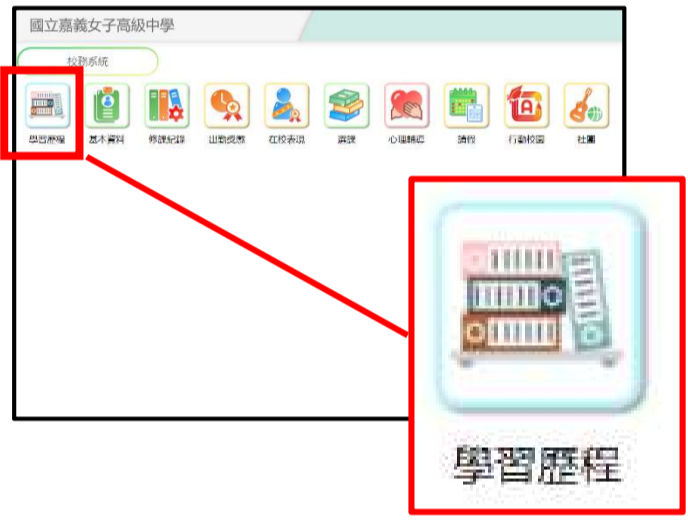 國立嘉義女子高級中學
校務系統
學習歷程 基本資料 修課紀錄 出勤獎懲 在校表現 選課 心理輔導 請假 行動校園 社團
學習歷程